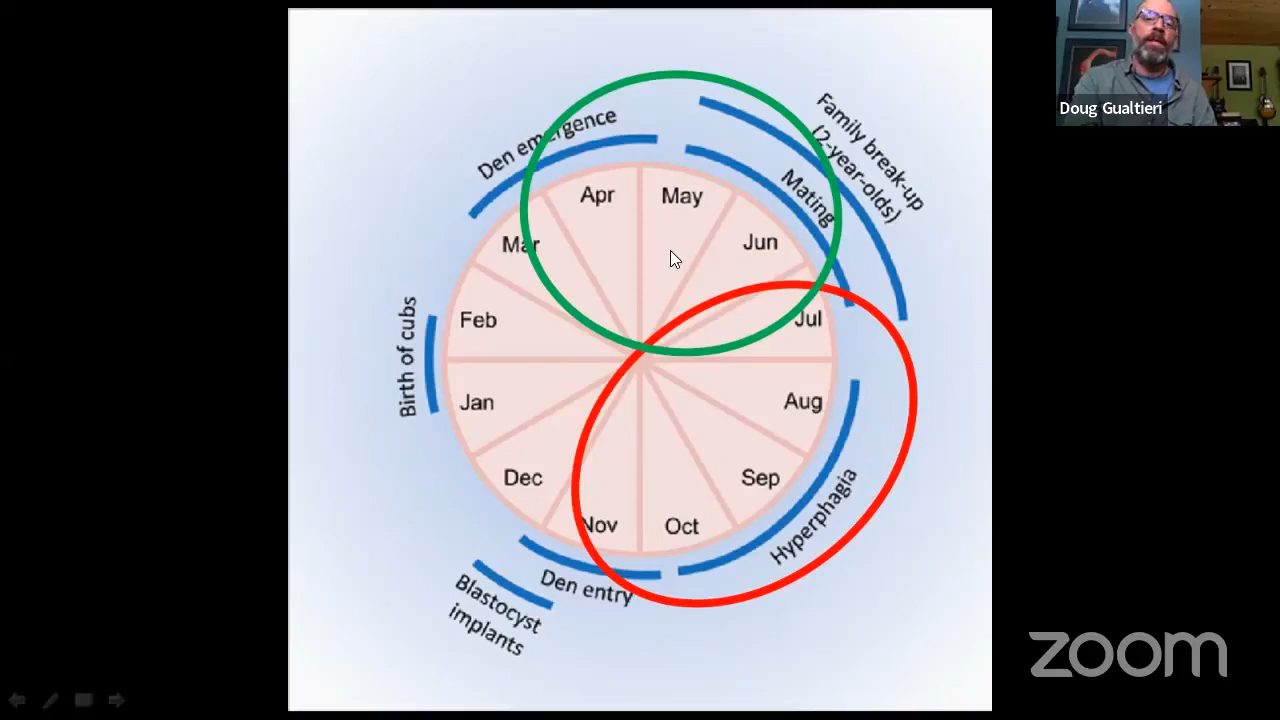 Doug Gualtieri
Den emergence
Family break-up
(2-year-olds)
Mating
Apr
May
Mar
Jun
Feb
Jul
Birth of cubs
Jan
Aug
Dec
Sep
Nov
Oct
Hyperphagia
Den entry
Blastocyst
implants
zoom